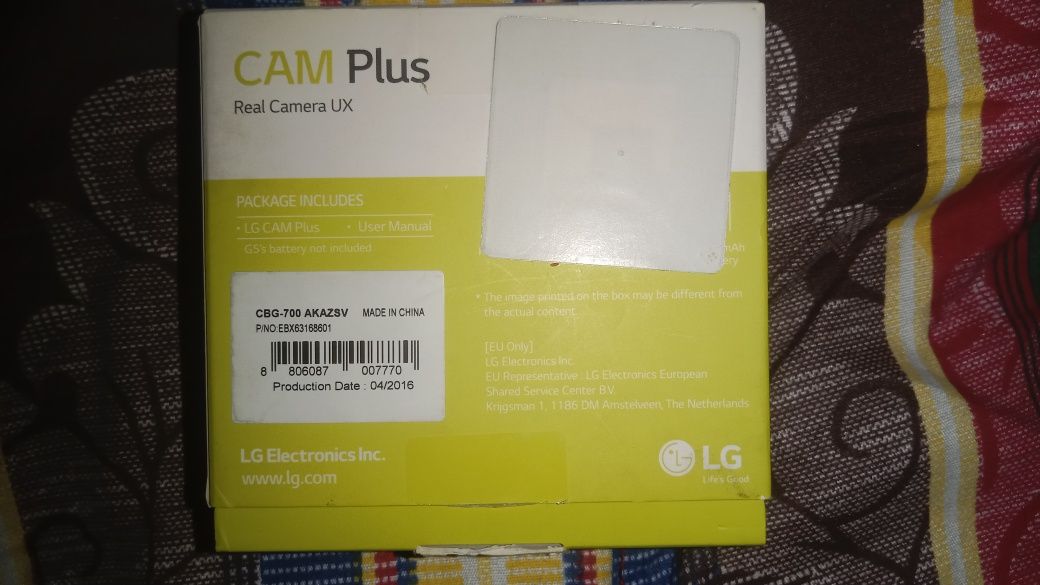 CAM Plus
Real Camera UX
PACKAGE INCLUDES
• LG CAM Plus • User Manual
G5's battery not included
mAh
ery
CBG-700 AKAZSV MADE IN CHINA
P/NO:EBX63168601
8 806087 007770
Production Date : 04/2016
* The image printed on the box may be different from
the actual content.
[EU Only]
LG Electronics Inc.
EU Representative : LG Electronics European
Shared Service Center B.V.
Krijgsman 1, 1186 DM Amstelveen, The Netherlands
LG Electronics Inc.
www.lg.com
LG
Life's Good